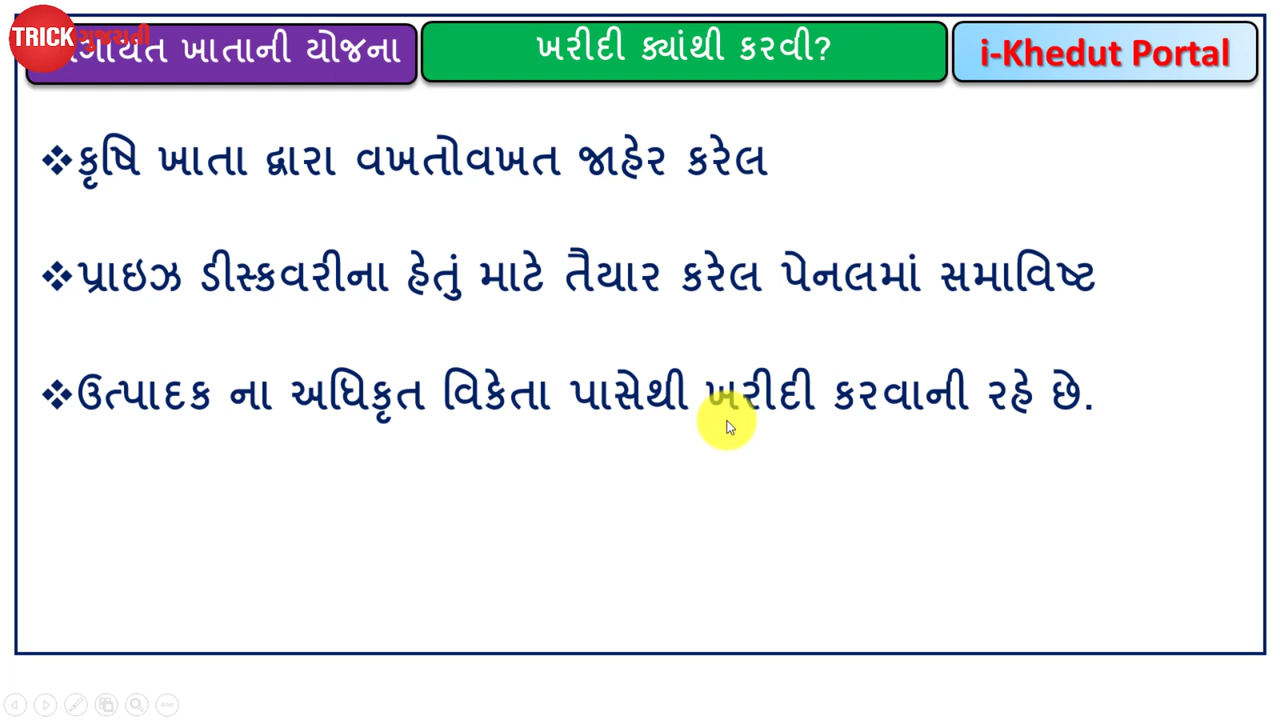 TRICK ગુજરાતી
ખાતાની યોજના
ખરીદી ક્યાંથી કરવી?
i-Khedut Portal
❖કૃષિ ખાતા દ્વારા વખતોવખત જાહેર કરેલ
❖પ્રાઇઝ ડીસ્કવરીના હેતું માટે તૈયાર કરેલ પેનલમાં સમાવિષ્ટ
❖ઉત્પાદક ના અધિકૃત વિકેતા પાસેથી ખરીદી કરવાની રહે છે.